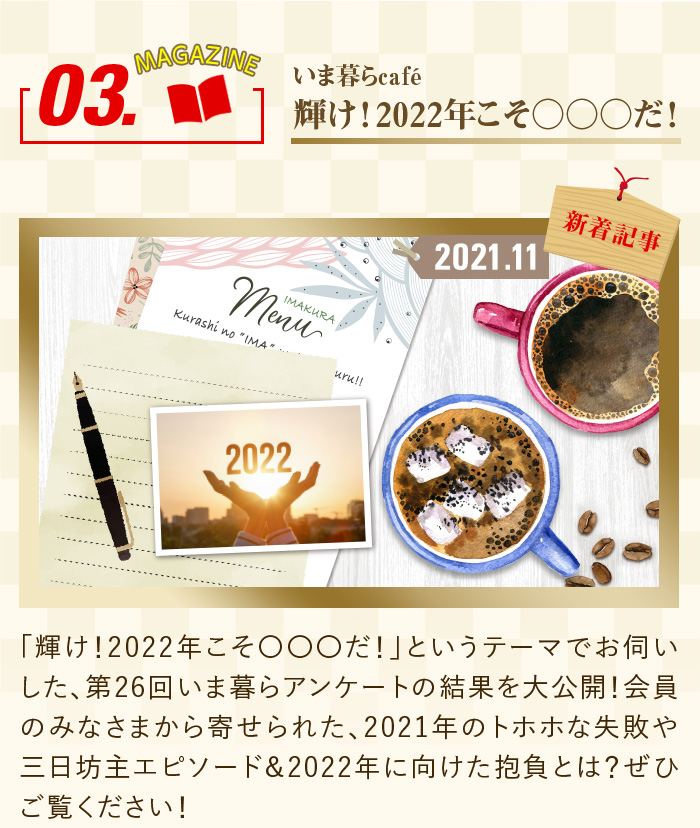 03.
MAGAZINE
いま暮らcafé
輝け！2022年こそ〇〇〇だ！
新着記事
2021.11
Menu
IMAKURA
Kurashi no "IMA"
uru!!
2022
「輝け！2022年こそ〇〇〇だ！」というテーマでお伺い
した、第26回いま暮らアンケートの結果を大公開！会員
のみなさまから寄せられた、2021年のトホホな失敗や
三日坊主エピソード&2022年に向けた抱負とは？ぜひ
ご覧ください！